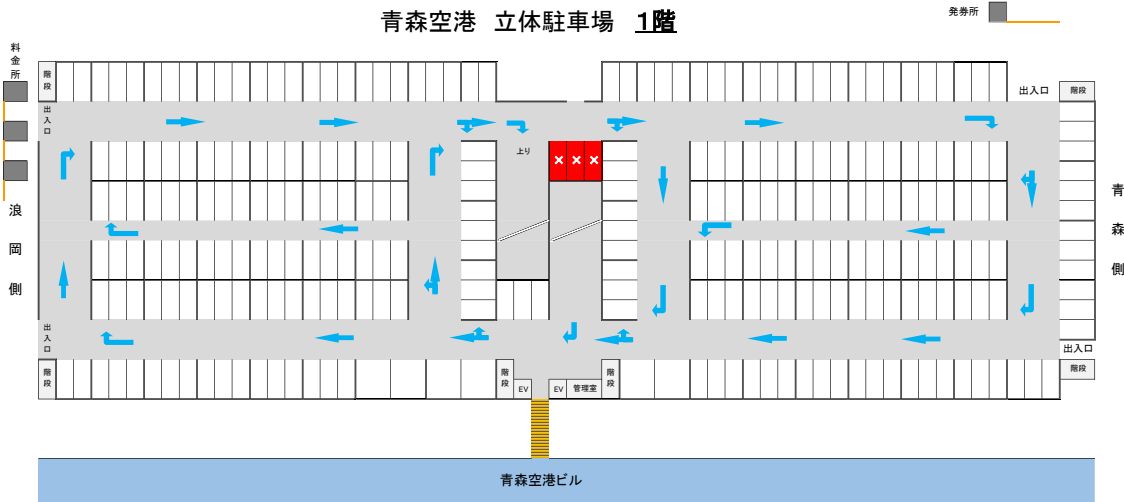 青森空港 立体駐車場 1階
発券所
料金所
階段
出入口
階段
出入口
上り
浪岡側
青森側
出入口
出入口
階段
階段
階段
EV
EV
管理室
階段
青森空港ビル